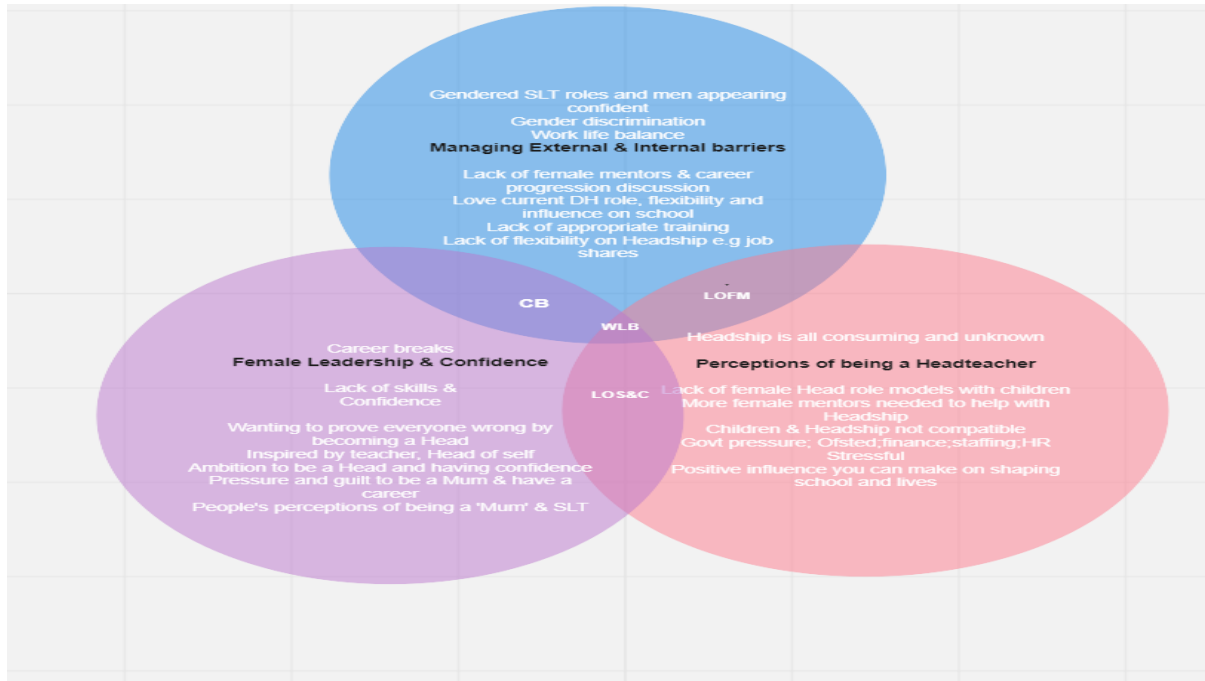 Gendered SLT roles and men appearing
confident
Gender discrimination
Work life balance
Managing External & Internal barriers
Lack of female mentors & career
progression discussion
Love current DH role, flexibility and
influence on school
Lack of appropriate training
Lack of flexibility on Headship e.g job
shares
CB
LOFM
WLB
LOS&C
Career breaks
Female Leadership & Confidence
Lack of skills &
Confidence
Wanting to prove everyone wrong by
becoming a Head
Inspired by teacher, Head of self
Ambition to be a Head and having confidence
Pressure and guilt to be a Mum & have a
career
People's perceptions of being a 'Mum' & SLT
Headship is all consuming and unknown
Perceptions of being a Headteacher
Lack of female Head role models with children
More female mentors needed to help with
Headship
Children & Headship not compatible
Govt pressure; Ofsted;finance;staffing;HR
Stressful
Positive influence you can make on shaping
school and lives